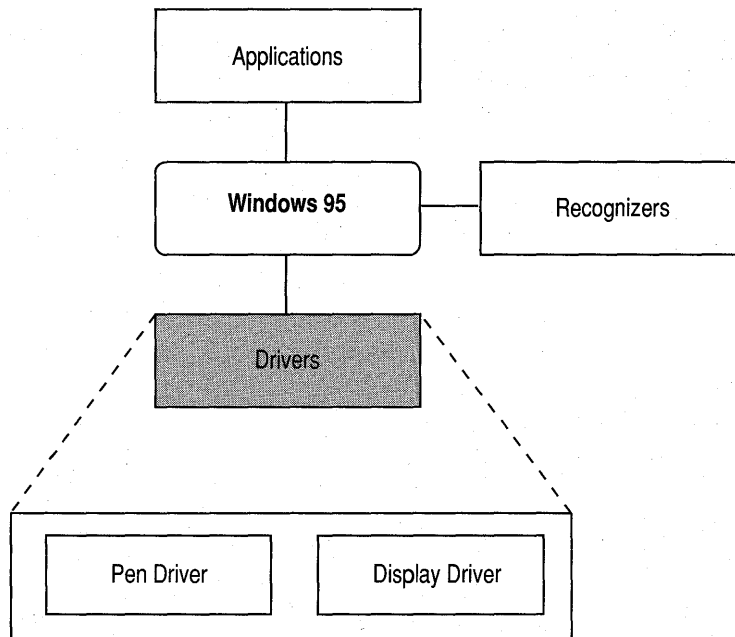 Applications
Windows 95
Recognizers
Drivers
Pen Driver
Display Driver